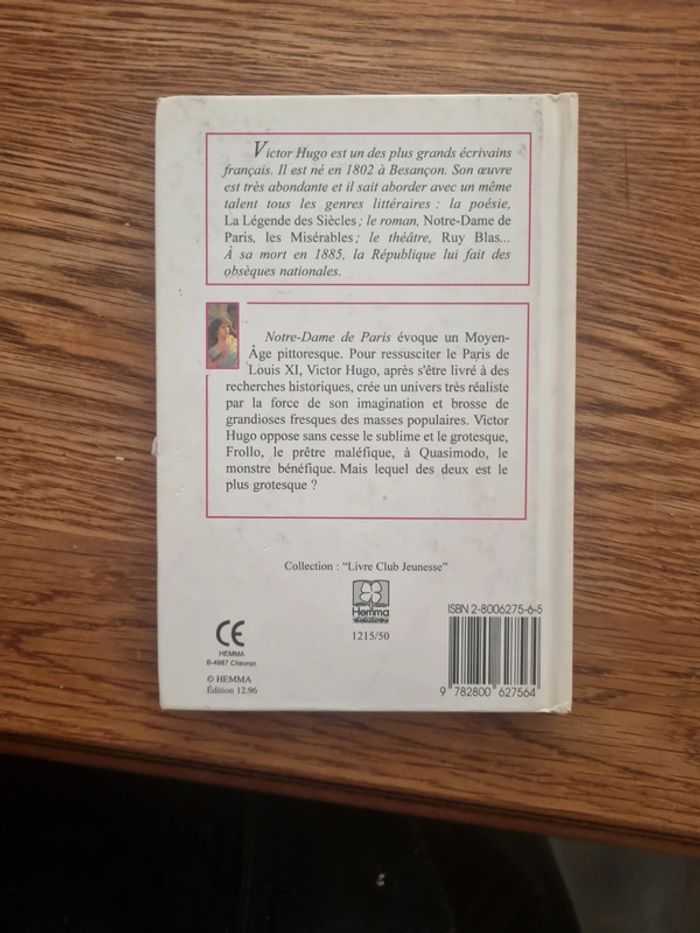 Victor Hugo est un des plus grands écrivains
français. Il est né en 1802 à Besançon. Son œuvre
est très abondante et il sait aborder avec un même
talent tous les genres littéraires : la poésie,
La Légende des Siècles ; le roman, Notre-Dame de
Paris, les Misérables ; le théâtre, Ruy Blas...
À sa mort en 1885, la République lui fait des
obsèques nationales.
Notre-Dame de Paris évoque un Moyen-
Âge pittoresque. Pour ressusciter le Paris de
Louis XI, Victor Hugo, après s'être livré à des
recherches historiques, crée un univers très réaliste
par la force de son imagination et brosse de
grandioses fresques des masses populaires. Victor
Hugo oppose sans cesse le sublime et le grotesque,
Frollo, le prêtre maléfique, à Quasimodo, le
monstre bénéfique. Mais lequel des deux est le
plus grotesque ?
Collection : “Livre Club Jeunesse”
Hemma
éditions
1215/50
CE
HEMMA
B-4987 Chevron
© HEMMA
Édition 12.96
ISBN 2-8006275-6-5
9 782800 627564